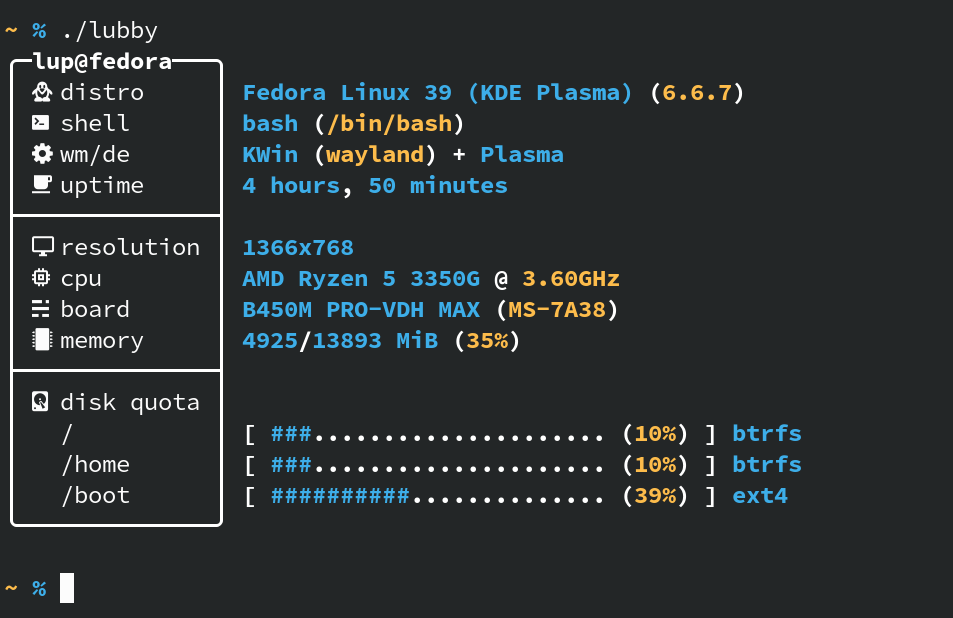 ~ % ./lubby
lup@fedora
distro Fedora Linux 39 (KDE Plasma) (6.6.7)
shell bash (/bin/bash)
wm/de KWin (wayland) + Plasma
uptime 4 hours, 50 minutes
resolution 1366x768
cpu AMD Ryzen 5 3350G @ 3.60GHz
board B450M PRO-VDH MAX (MS-7A38)
memory 4925/13893 MiB (35%)
disk quota
/ [ ###..................... (10%) ] btrfs
/home [ ###..................... (10%) ] btrfs
/boot [ ##########.............. (39%) ] ext4
~ %